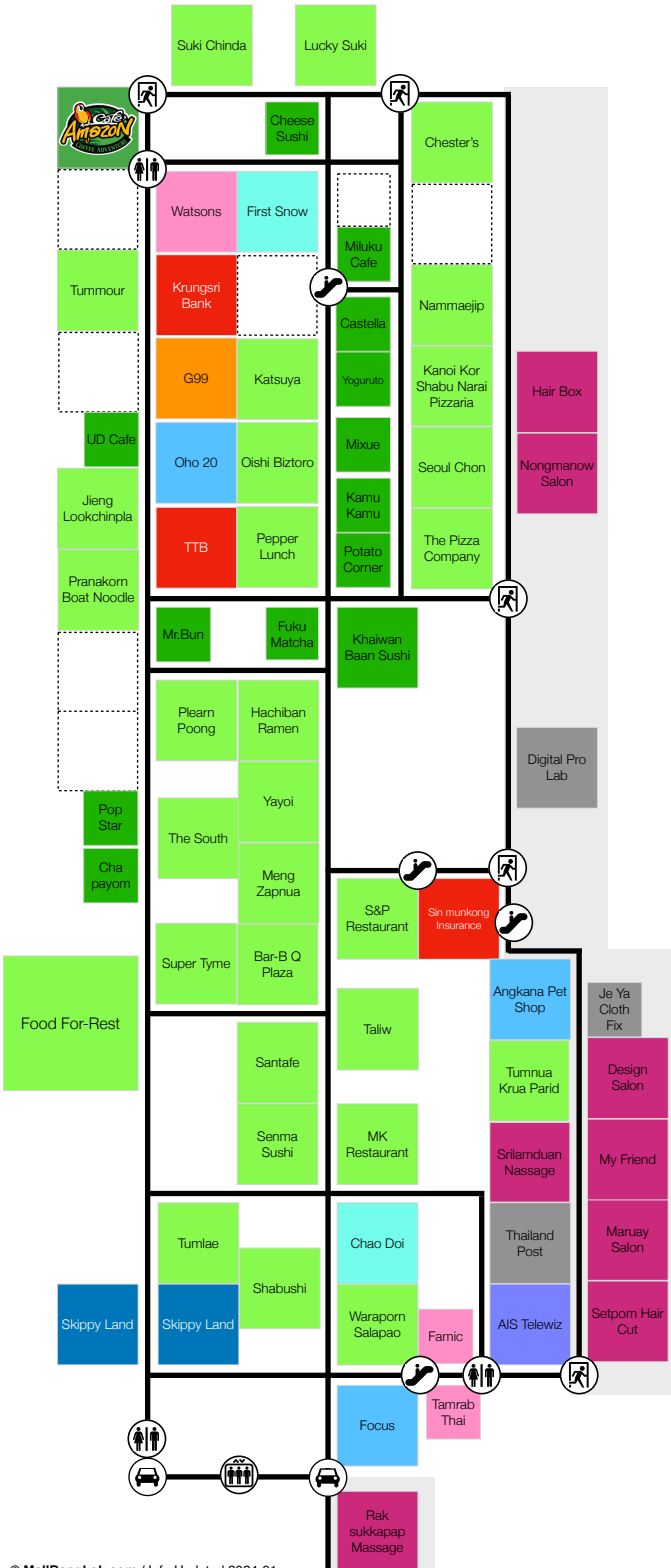 Suki Chinda
Lucky Suki
Café
Amazon
COFFEE ADVENTURE
Cheese
Sushi
Chester's
Watsons
First Snow
Miluku
Cafe
Tummour
Krungsri
Bank
Castella
Nammaejip
G99
Katsuya
Yoguruto
Kanoi Kor
Shabu Narai
Pizzaria
Hair Box
UD Cafe
Oho 20
Oishi Biztoro
Mixue
Seoul Chon
Nongmanow
Salon
Jieng
Lookchinpla
Kamu
Kamu
TTB
Pepper
Lunch
Potato
Corner
The Pizza
Company
Pranakorn
Boat Noodle
Mr.Bun
Fuku
Matcha
Khaiwan
Baan Sushi
Plearn
Poong
Hachiban
Ramen
Digital Pro
Lab
Pop
Star
The South
Yayoi
Cha
payom
Meng
Zapnua
S&P
Restaurant
Sin munkong
Insurance
Super Tyme
Bar-B Q
Plaza
Food For-Rest
Taliw
Angkana Pet
Shop
Je Ya
Cloth
Fix
Santafe
Tumnua
Krua Parid
Design
Salon
Senma
Sushi
MK
Restaurant
Srilamduan
Nassage
My Friend
Tumlae
Chao Doi
Thailand
Post
Maruay
Salon
Shabushi
Skippy Land
Skippy Land
Waraporn
Salapao
Famic
AIS Telewiz
Setpom Hair
Cut
Focus
Tamrab
Thai
Rak
sukkapap
Massage